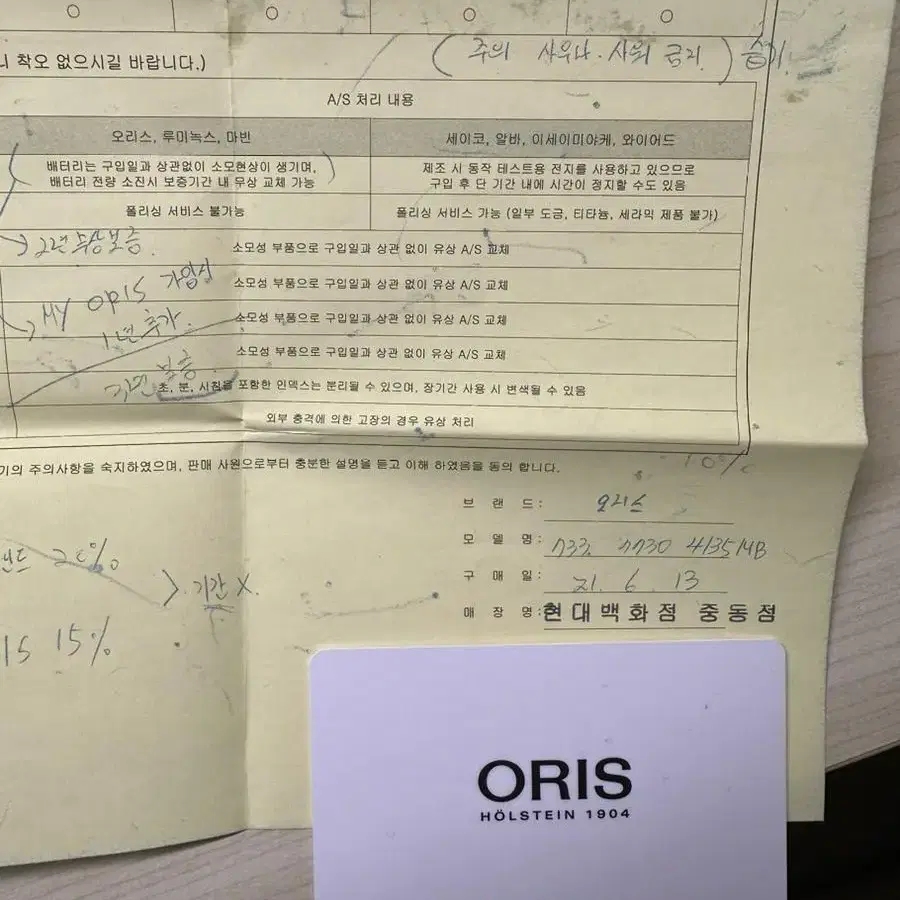 니 착오 없으시길 바랍니다.)
( 주의 사우나·샤워 금지. ) 습기.
A/S 처리 내용
오리스, 루미녹스, 마빈
세이코, 알바, 이세이미야케, 와이어드
배터리는 구입일과 상관없이 소모현상이 생기며,
배터리 전량 소진시 보증기간 내 무상 교체 가능
제조 시 동작 테스트용 전지를 사용하고 있으므로
구입 후 단 기간 내에 시간이 정지할 수도 있음
폴리싱 서비스 불가능
폴리싱 서비스 가능 (일부 도금, 티타늄, 세라믹 제품 불가)
2년 무상보증.
소모성 부품으로 구입일과 상관 없이 유상 A/S 교체
MY ORIS 가입시
소모성 부품으로 구입일과 상관 없이 유상 A/S 교체
1년 추가.
소모성 부품으로 구입일과 상관 없이 유상 A/S 교체
소모성 부품으로 구입일과 상관 없이 유상 A/S 교체
3년 보증.
초, 분, 시침을 포함한 인덱스는 분리될 수 있으며, 장기간 사용 시 변색될 수 있음
외부 충격에 의한 고장의 경우 유상 처리
기의 주의사항을 숙지하였으며, 판매 사원으로부터 충분한 설명을 듣고 이해 하였음을 동의 합니다.
10%
브 랜 드 : 오리스
모 델 명 : 733. 7730 4135MB
구 매 일 : 21. 6. 13
매 장 명 : 현대백화점 중동점
20%
> 기간 X.
IS 15%
ORIS
HÖLSTEIN 1904